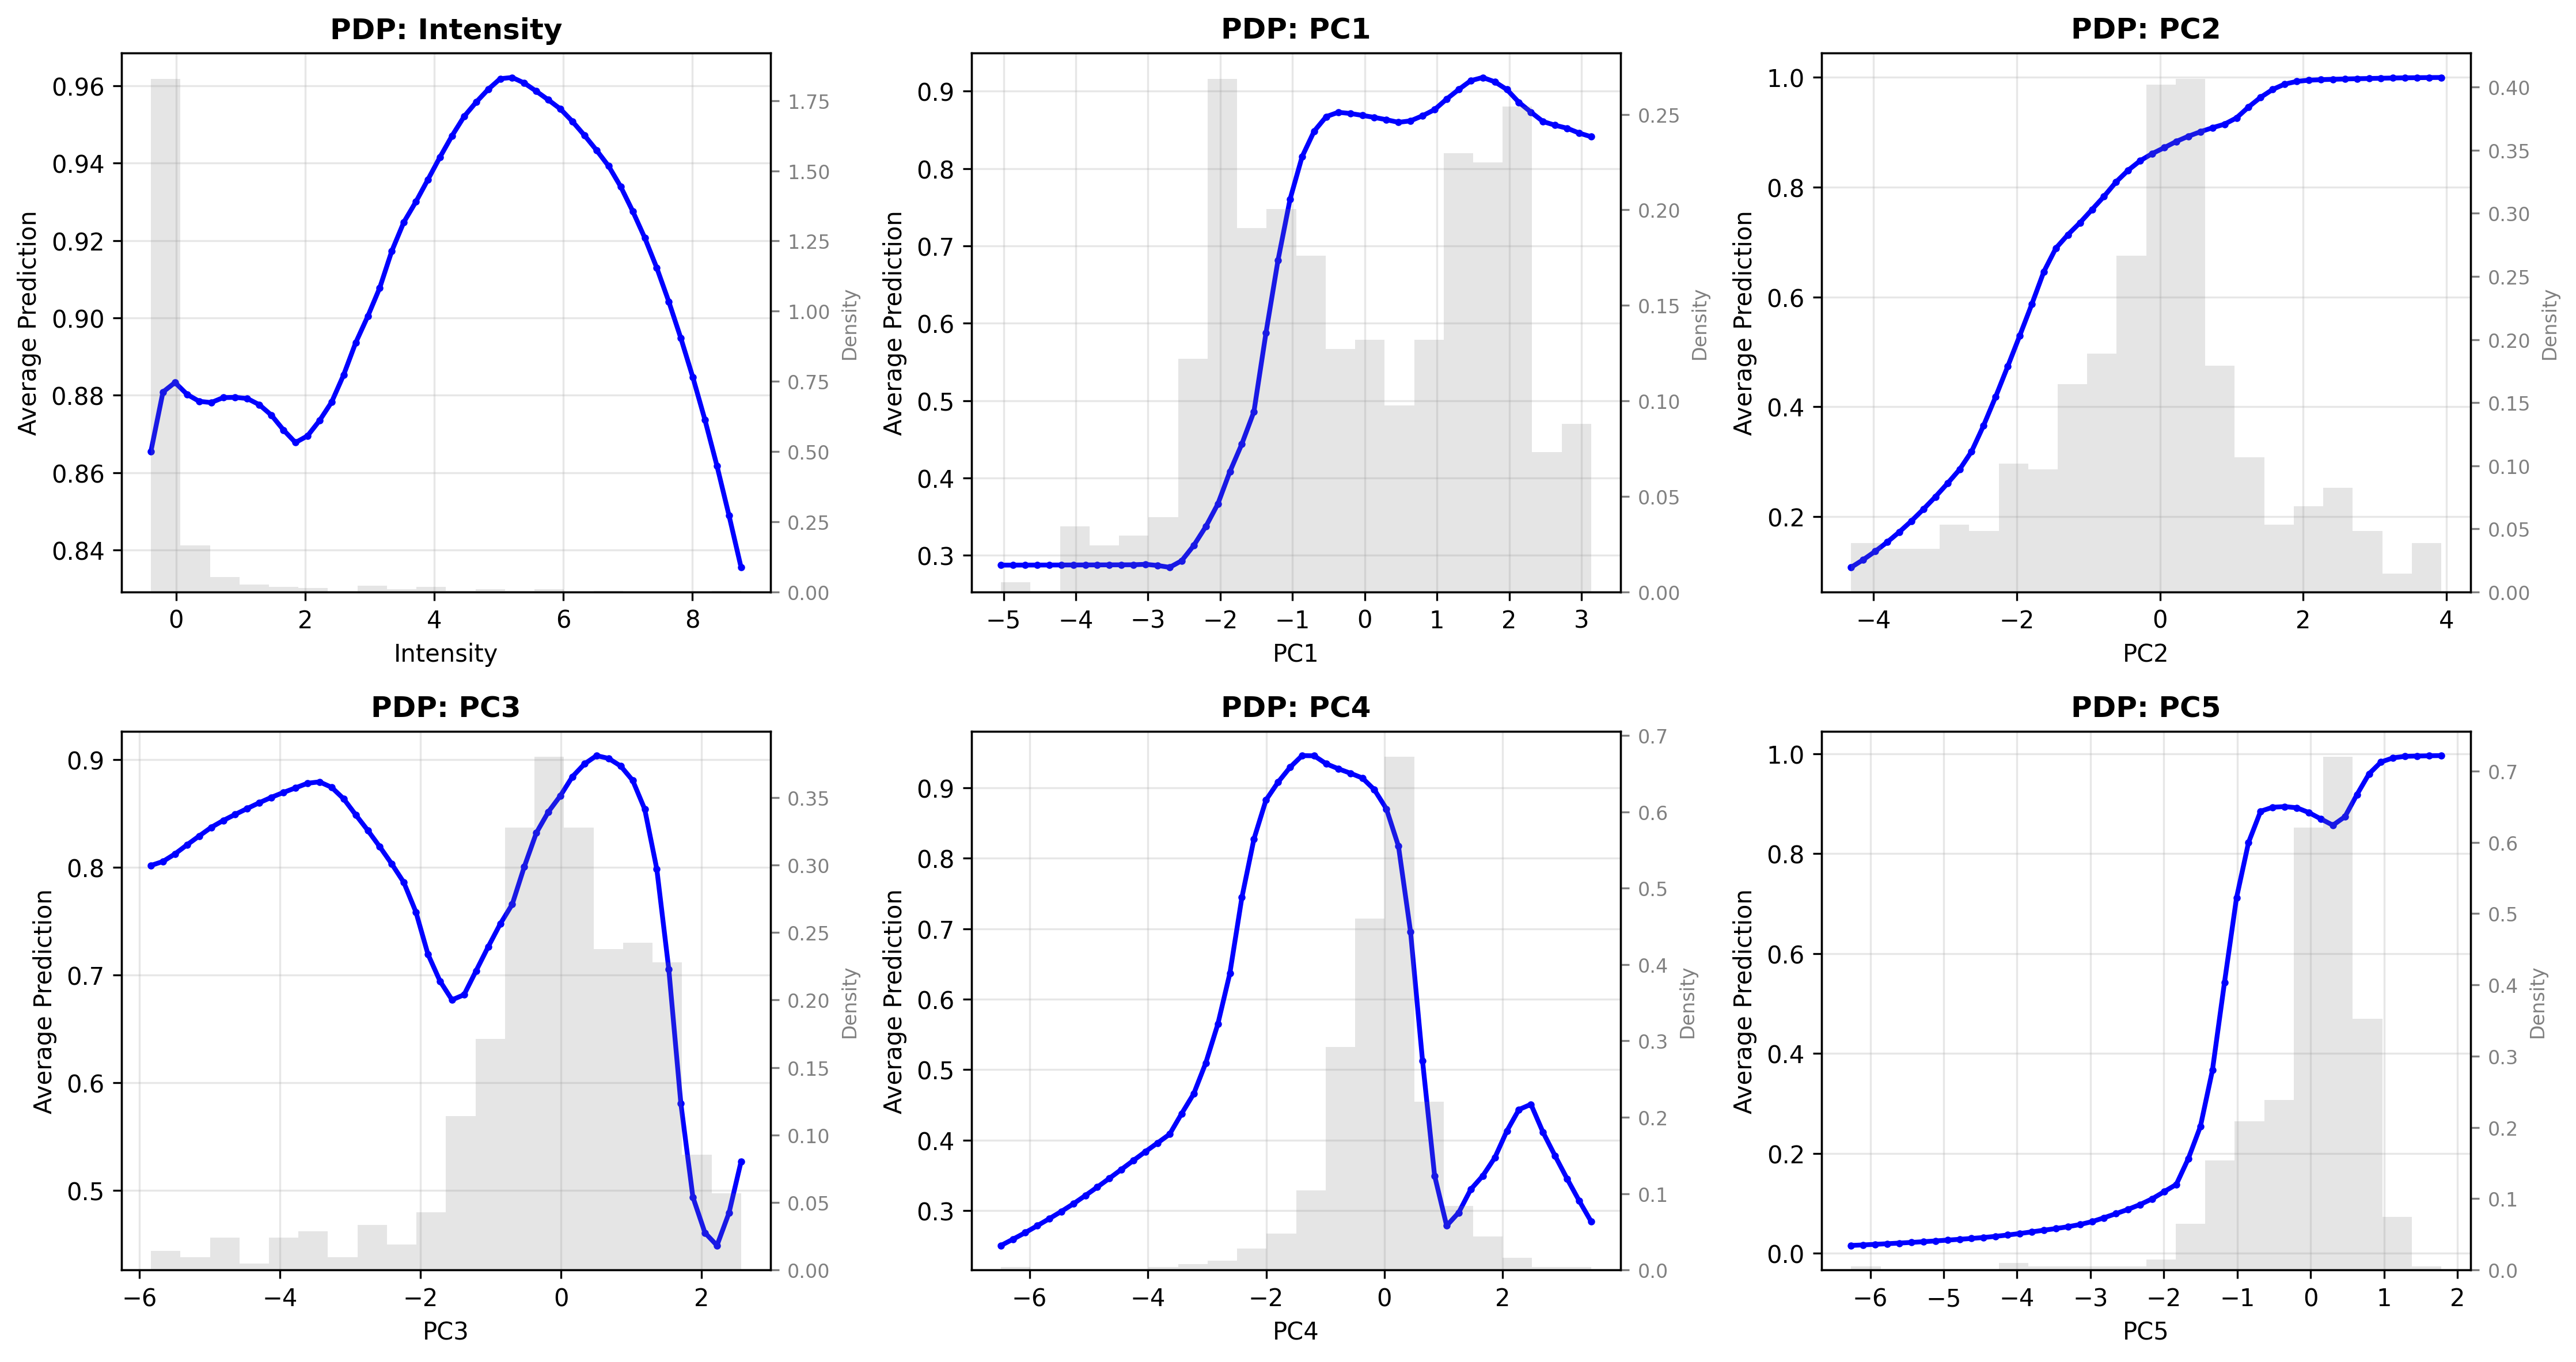 PDP: Intensity
Average Prediction
0.96
0.94
0.92
0.90
0.88
0.86
0.84
1.75
1.50
1.25
1.00
0.75
0.50
0.25
0.00
Density
0 2 4 6 8
Intensity
PDP: PC1
Average Prediction
0.9
0.8
0.7
0.6
0.5
0.4
0.3
0.25
0.20
0.15
0.10
0.05
0.00
Density
−5 −4 −3 −2 −1 0 1 2 3
PC1
PDP: PC2
Average Prediction
1.0
0.8
0.6
0.4
0.2
0.40
0.35
0.30
0.25
0.20
0.15
0.10
0.05
0.00
Density
−4 −2 0 2 4
PC2
PDP: PC3
Average Prediction
0.9
0.8
0.7
0.6
0.5
0.35
0.30
0.25
0.20
0.15
0.10
0.05
0.00
Density
−6 −4 −2 0 2
PC3
PDP: PC4
Average Prediction
0.9
0.8
0.7
0.6
0.5
0.4
0.3
0.7
0.6
0.5
0.4
0.3
0.2
0.1
0.0
Density
−6 −4 −2 0 2
PC4
PDP: PC5
Average Prediction
1.0
0.8
0.6
0.4
0.2
0.0
0.7
0.6
0.5
0.4
0.3
0.2
0.1
0.0
Density
−6 −5 −4 −3 −2 −1 0 1 2
PC5